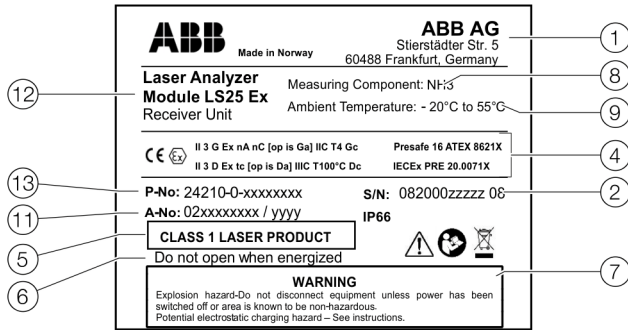 ABB
Made in Norway
ABB AG
Stierstädter Str. 5
60488 Frankfurt, Germany
1
Laser Analyzer
Module LS25 Ex
Receiver Unit
12
Measuring Component: NH3
8
Ambient Temperature: - 20°C to 55°C
9
CE Ex
II 3 G Ex nA nC [op is Ga] IIC T4 Gc
Presafe 16 ATEX 8621X
II 3 D Ex tc [op is Da] IIIC T100°C Dc
IECEx PRE 20.0071X
4
13
P-No: 24210-0-xxxxxxxx
S/N: 082000zzzzz 08
2
11
A-No: 02xxxxxxxx / yyyy
IP66
5
CLASS 1 LASER PRODUCT
6
Do not open when energized
7
WARNING
Explosion hazard-Do not disconnect equipment unless power has been
switched off or area is known to be non-hazardous.
Potential electrostatic charging hazard – See instructions.